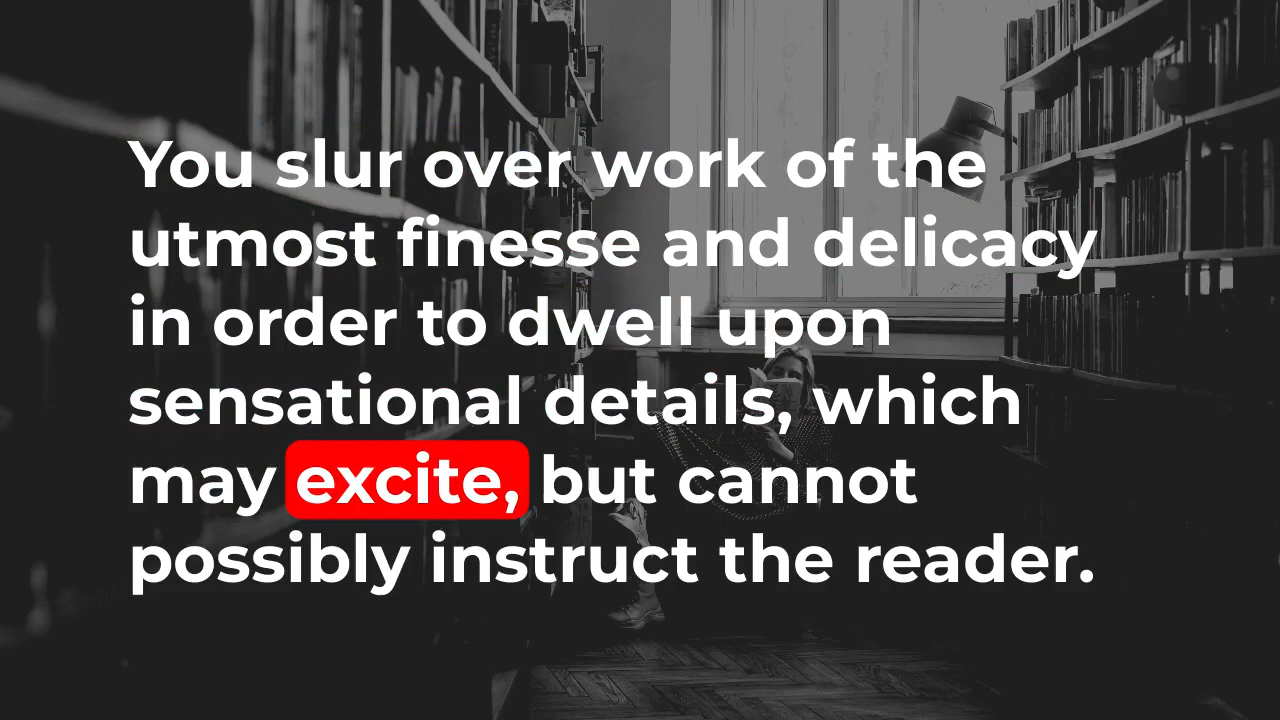 You slur over work of the
utmost finesse and delicacy
in order to dwell upon
sensational details, which
may excite, but cannot
possibly instruct the reader.